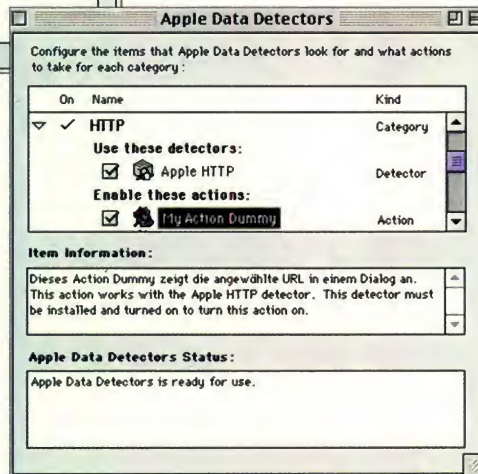 Apple Data Detectors
Configure the items that Apple Data Detectors look for and what actions
to take for each category:
On Name Kind
✓ HTTP Category
Use these detectors:
Apple HTTP Detector
Enable these actions:
My Action Dummy Action
Item Information:
Dieses Action Dummy zeigt die angewählte URL in einem Dialog an.
This action works with the Apple HTTP detector. This detector must
be installed and turned on to turn this action on.
Apple Data Detectors Status:
Apple Data Detectors is ready for use.